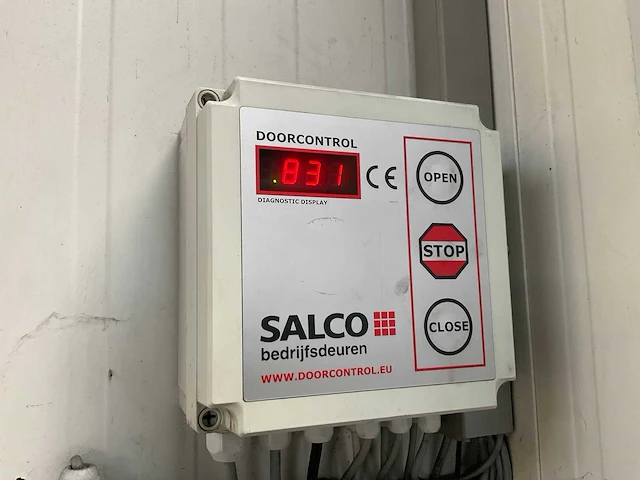 DOORCONTROL
.831
CE
DIAGNOSTIC DISPLAY
OPEN
STOP
CLOSE
SALCO
bedrijfsdeuren
WWW.DOORCONTROL.EU